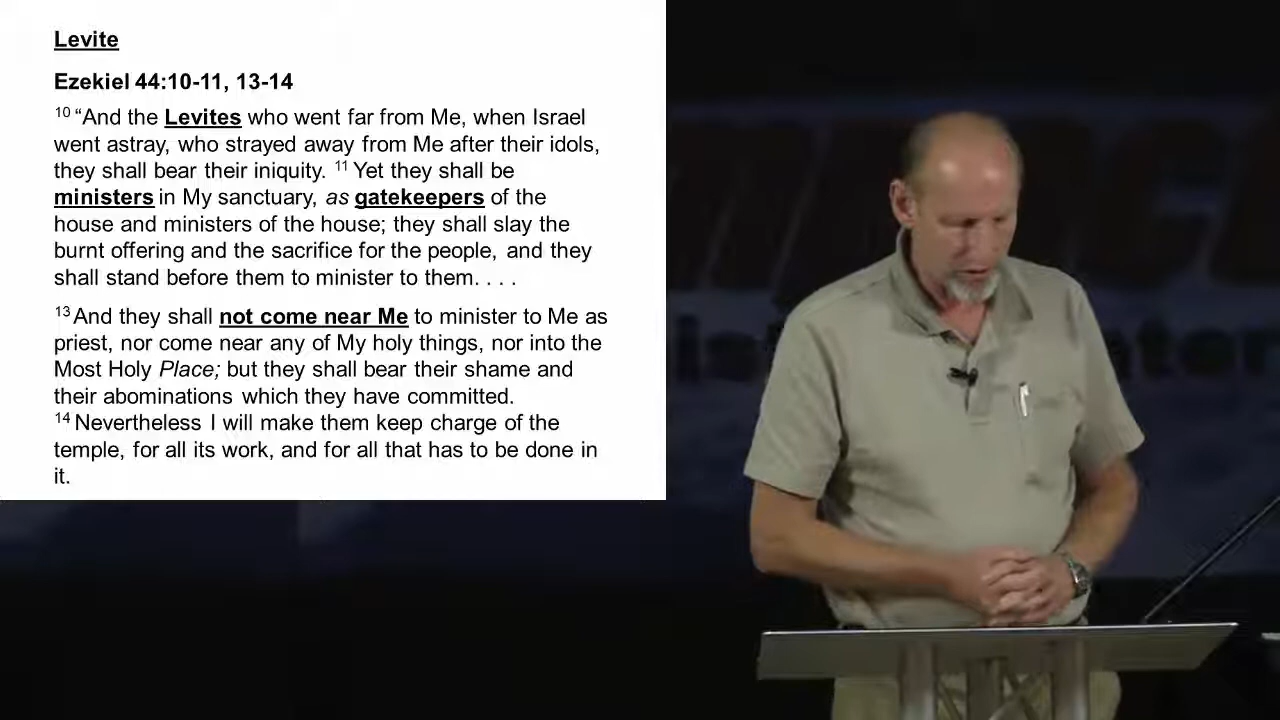 Levite
Ezekiel 44:10-11, 13-14
10 “And the Levites who went far from Me, when Israel
went astray, who strayed away from Me after their idols,
they shall bear their iniquity. 11 Yet they shall be
ministers in My sanctuary, as gatekeepers of the
house and ministers of the house; they shall slay the
burnt offering and the sacrifice for the people, and they
shall stand before them to minister to them. . . .
13 And they shall not come near Me to minister to Me as
priest, nor come near any of My holy things, nor into the
Most Holy Place; but they shall bear their shame and
their abominations which they have committed.
14 Nevertheless I will make them keep charge of the
temple, for all its work, and for all that has to be done in
it.